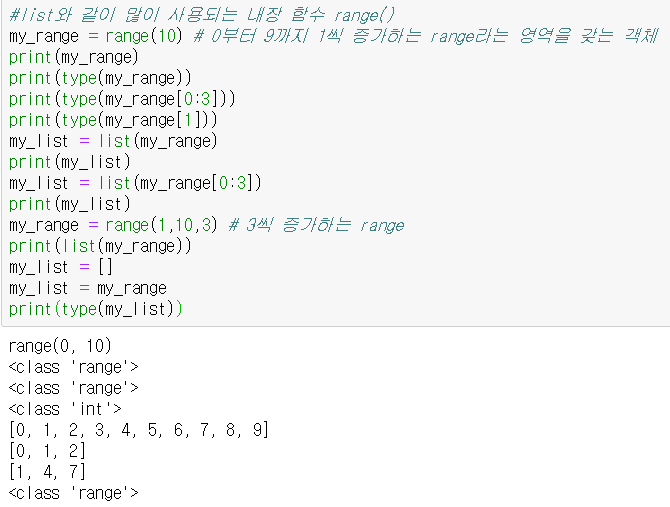 #list와 같이 많이 사용되는 내장 함수 range()
my_range = range(10) # 0부터 9까지 1씩 증가하는 range라는 영역을 갖는 객체
print(my_range)
print(type(my_range))
print(type(my_range[0:3]))
print(type(my_range[1]))
my_list = list(my_range)
print(my_list)
my_list = list(my_range[0:3])
print(my_list)
my_range = range(1,10,3) # 3씩 증가하는 range
print(list(my_range))
my_list = []
my_list = my_range
print(type(my_list))
range(0, 10)
<class 'range'>
<class 'range'>
<class 'int'>
[0, 1, 2, 3, 4, 5, 6, 7, 8, 9]
[0, 1, 2]
[1, 4, 7]
<class 'range'>